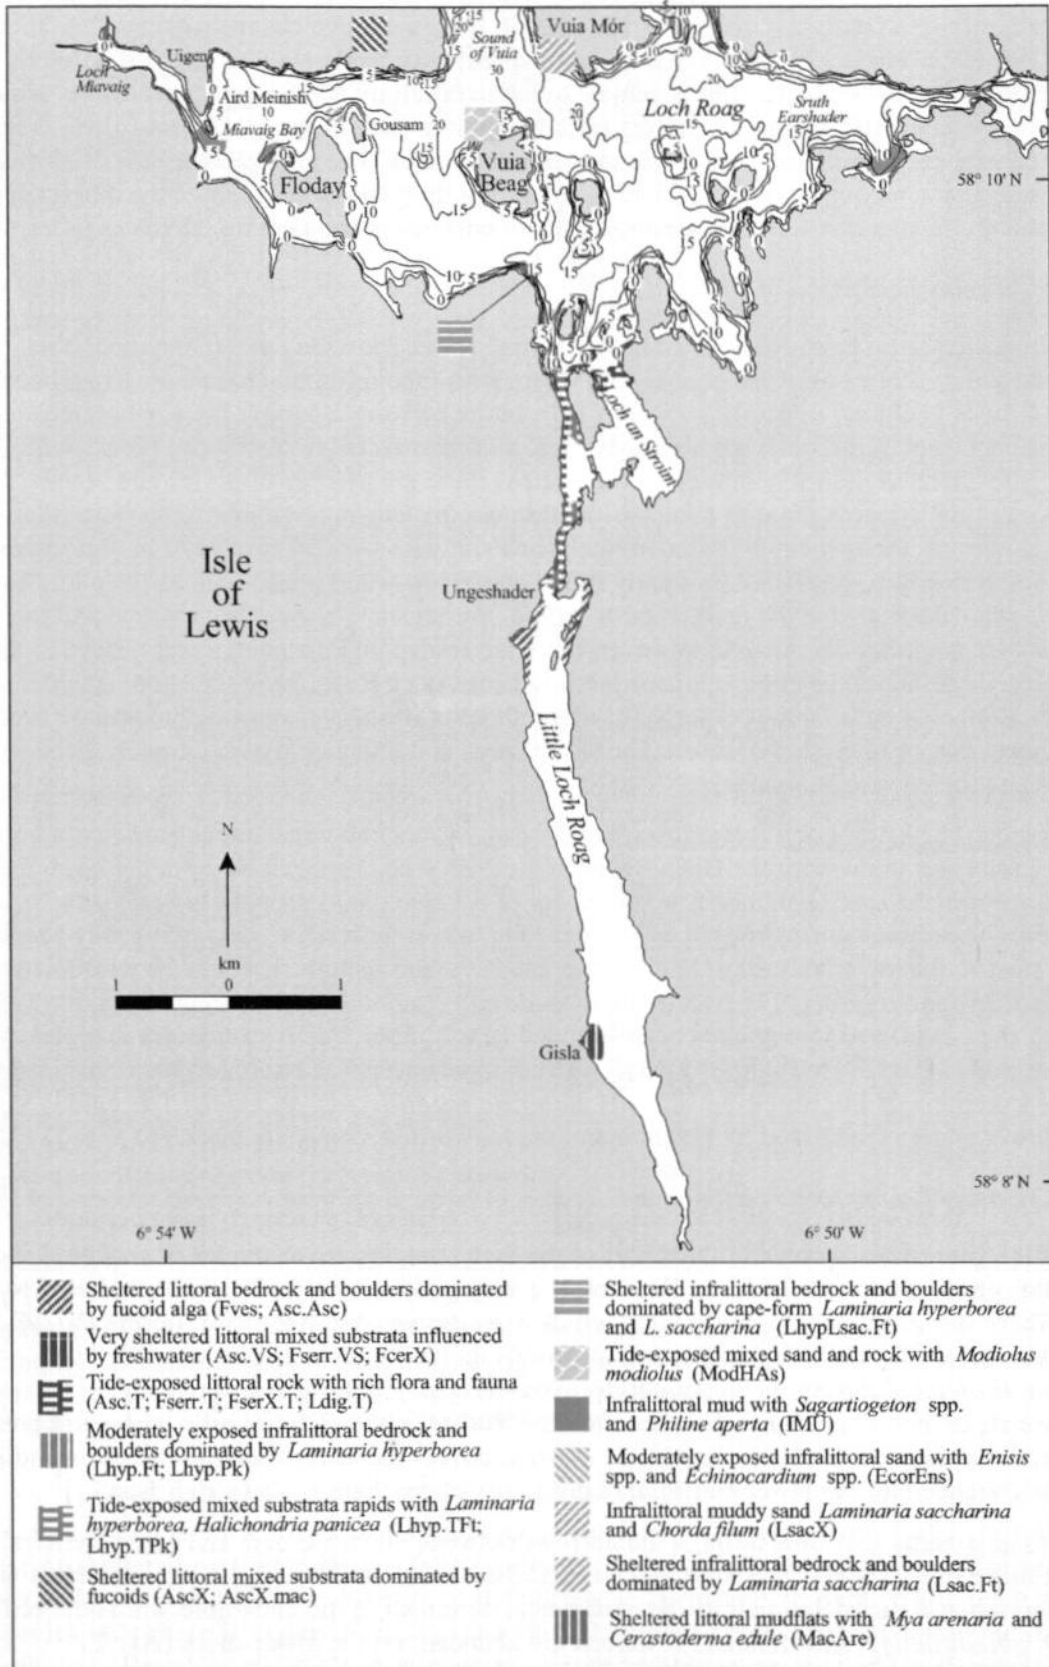 Vuia Mór
Sound
of Vuia
Uigen
Loch
Miavaig
Aird Meinish
Miavaig Bay
Gousam
Loch Roag
Sruth
Earshader
Floday
Vuia
Beag
58° 10' N
Loch an Stroim
Isle
of
Lewis
Ungeshader
Little Loch Roag
N
km
1 0 1
Gisla
58° 8' N
6° 54' W
6° 50' W
Sheltered littoral bedrock and boulders dominated
by fucoid alga (Fves; Asc.Asc)
Very sheltered littoral mixed substrata influenced
by freshwater (Asc.VS; Fserr.VS; FcerX)
Tide-exposed littoral rock with rich flora and fauna
(Asc.T; Fserr.T; FserX.T; Ldig.T)
Moderately exposed infralittoral bedrock and
boulders dominated by Laminaria hyperborea
(Lhyp.Ft; Lhyp.Pk)
Tide-exposed mixed substrata rapids with Laminaria
hyperborea, Halichondria panicea (Lhyp.TFt;
Lhyp.TPk)
Sheltered littoral mixed substrata dominated by
fucoids (AscX; AscX.mac)
Sheltered infralittoral bedrock and boulders
dominated by cape-form Laminaria hyperborea
and L. saccharina (LhypLsac.Ft)
Tide-exposed mixed sand and rock with Modiolus
modiolus (ModHAs)
Infralittoral mud with Sagartiogeton spp.
and Philine aperta (IMU)
Moderately exposed infralittoral sand with Enisis
spp. and Echinocardium spp. (EcorEns)
Infralittoral muddy sand Laminaria saccharina
and Chorda filum (LsacX)
Sheltered infralittoral bedrock and boulders
dominated by Laminaria saccharina (Lsac.Ft)
Sheltered littoral mudflats with Mya arenaria and
Cerastoderma edule (MacAre)